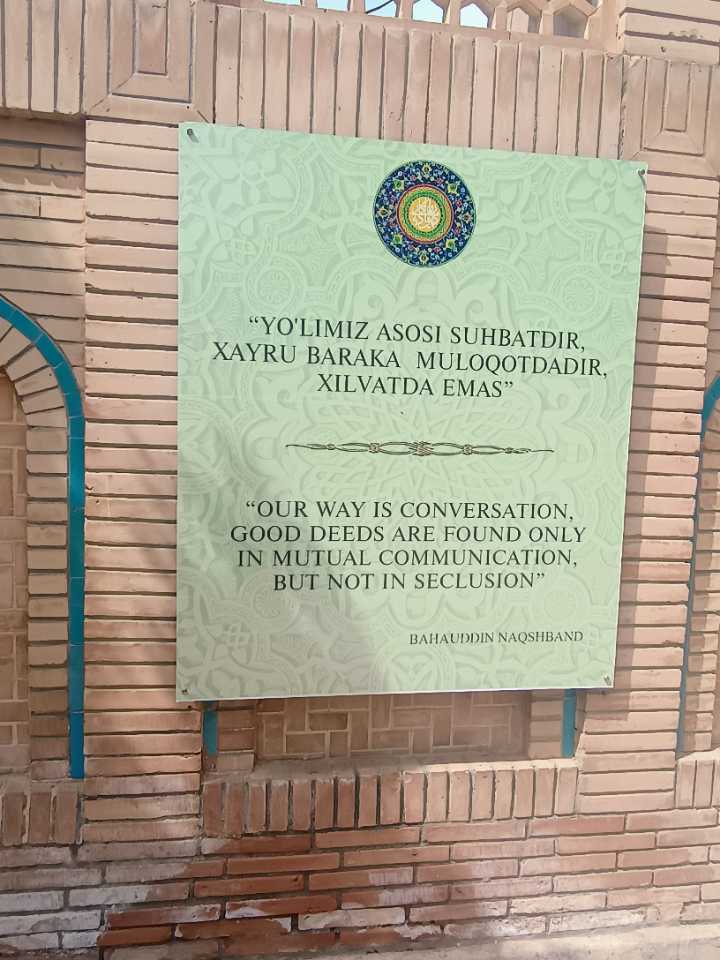 “YO'LIMIZ ASOSI SUHBATDIR,
XAYRU BARAKA MULOQOTDADIR,
XILVATDA EMAS”
“OUR WAY IS CONVERSATION,
GOOD DEEDS ARE FOUND ONLY
IN MUTUAL COMMUNICATION,
BUT NOT IN SECLUSION”
BAHAUDDIN NAQSHBAND